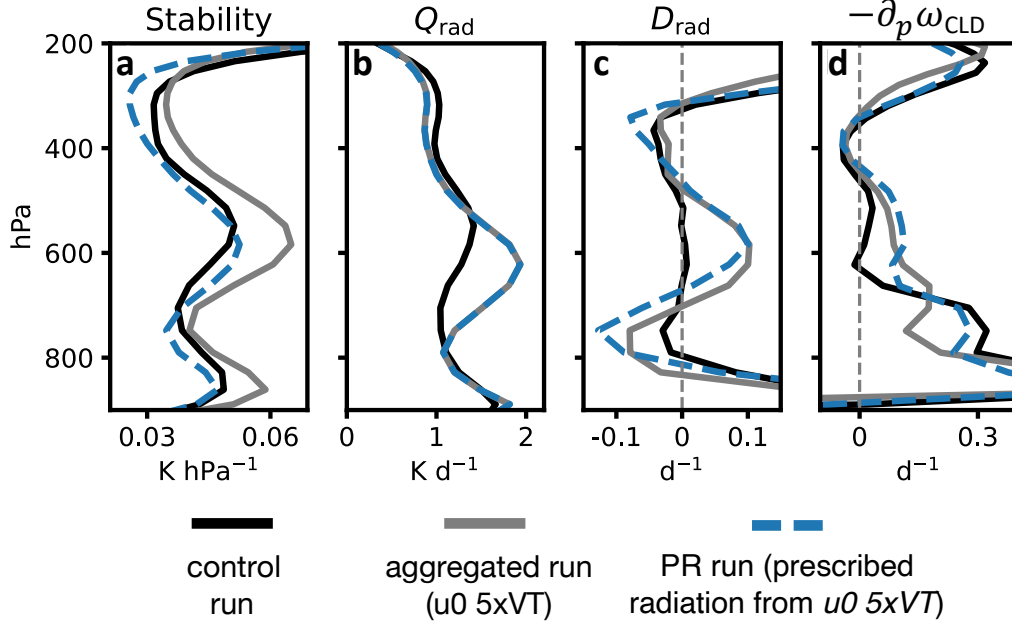 Stability
Q_rad
D_rad
−∂_pω_CLD
a
b
c
d
200
400
600
800
hPa
0.03 0.06
0 1 2
-0.1 0 0.1
0 0.3
K hPa⁻¹
K d⁻¹
d⁻¹
d⁻¹
control
run
aggregated run
(u0 5xVT)
PR run (prescribed
radiation from u0 5xVT)